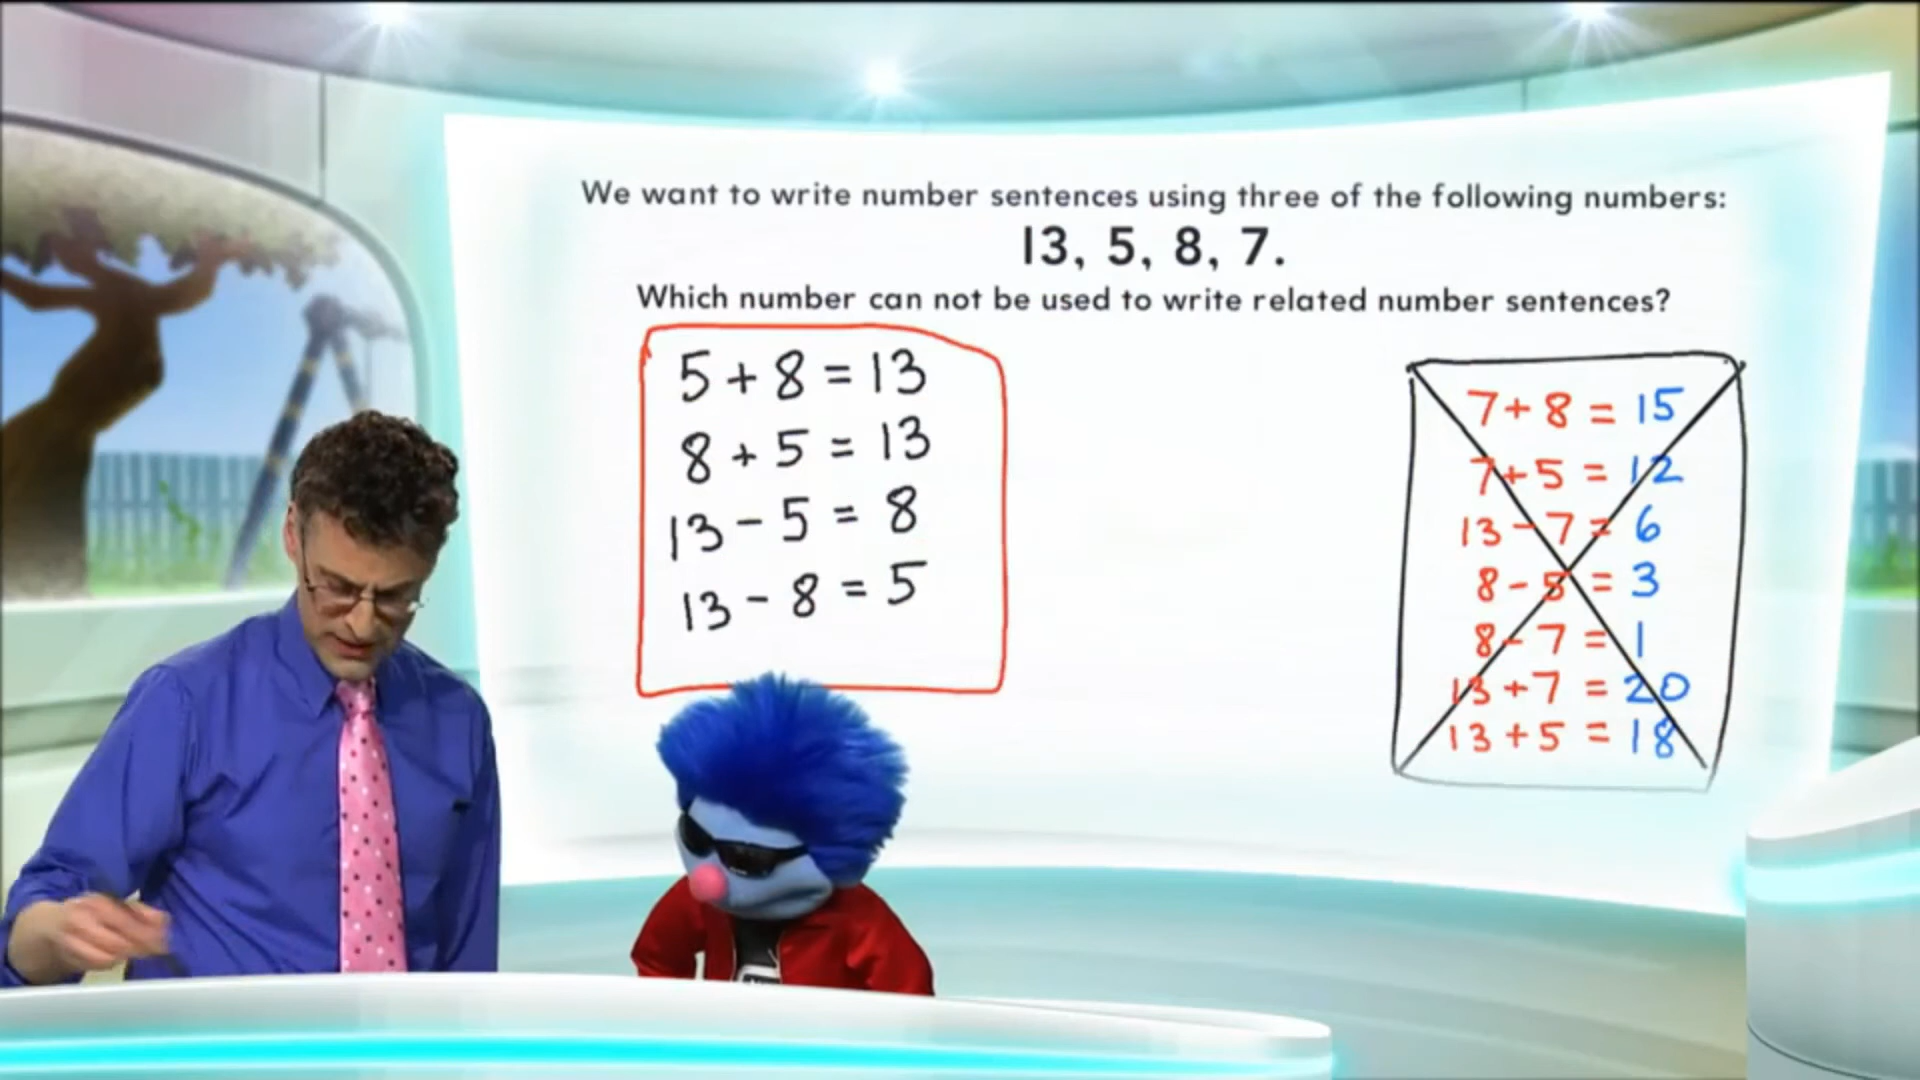 We want to write number sentences using three of the following numbers:
13, 5, 8, 7.
Which number can not be used to write related number sentences?
5 + 8 = 13
8 + 5 = 13
13 - 5 = 8
13 - 8 = 5
7 + 8 = 15
7 + 5 = 12
13 - 7 = 6
8 - 5 = 3
8 - 7 = 1
13 + 7 = 20
13 + 5 = 18